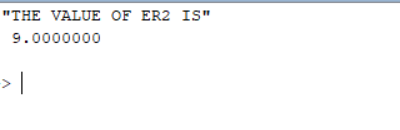 "THE VALUE OF ER2 IS"
9.0000000
>